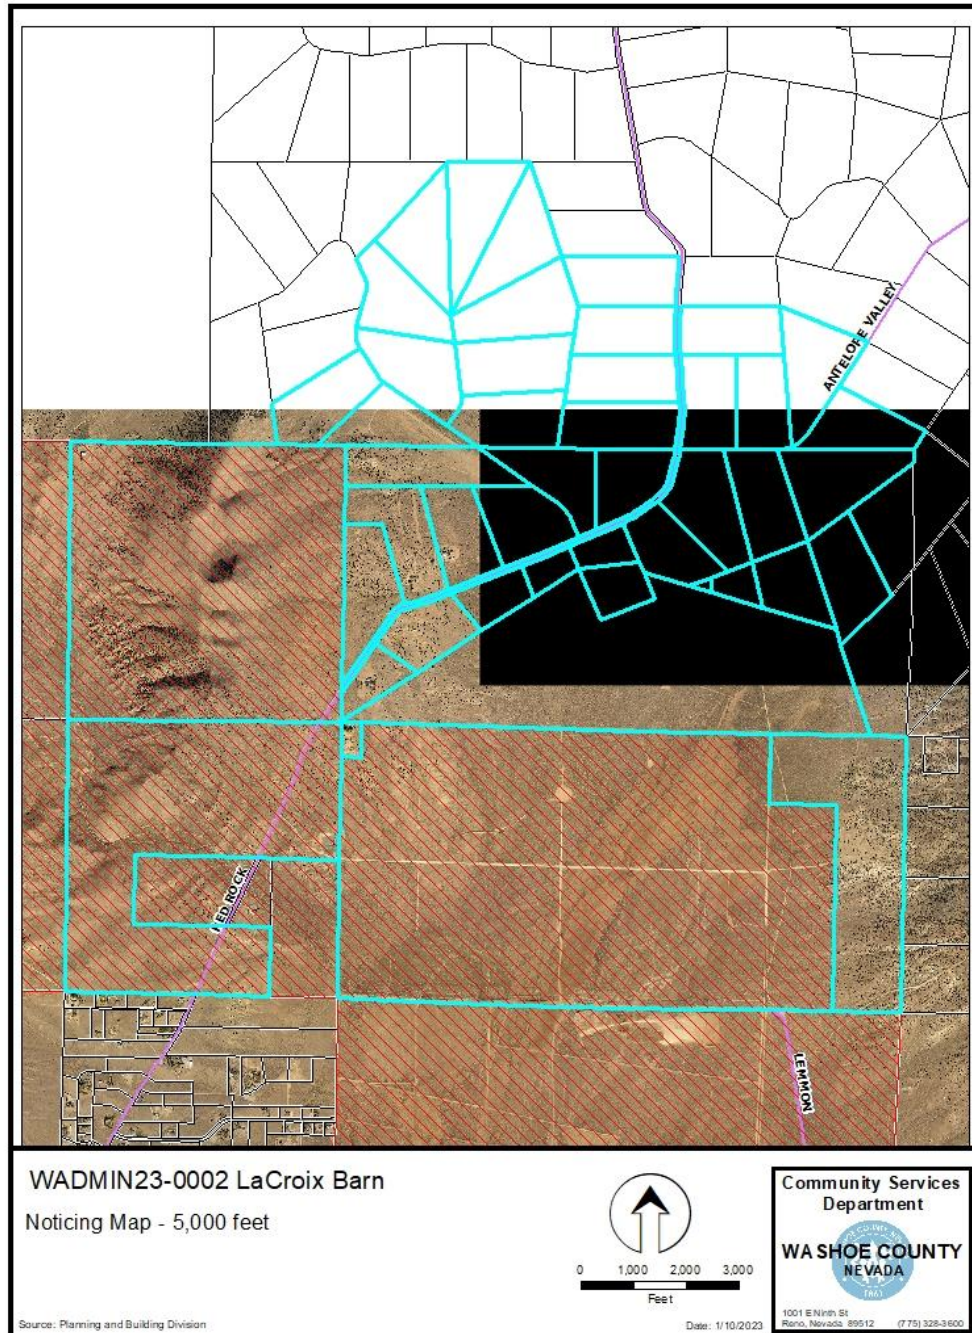 ANTELOPE VALLEY
RED ROCK
LEMMON
WADMIN23-0002 LaCroix Barn
Noticing Map - 5,000 feet
0 1,000 2,000 3,000
Feet
Source: Planning and Building Division
Date: 1/10/2023
Community Services
Department
WASHOE COUNTY
NEVADA
1861
1001 E Ninth St
Reno, Nevada 89512 (775) 328-3600